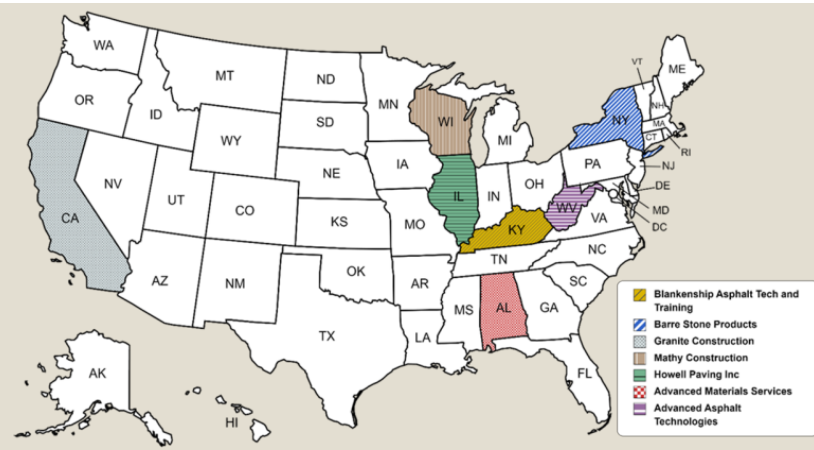 WA
MT
ND
MN
OR
ID
WY
SD
WI
MI
VT
ME
NH
NY
MA
CT
RI
NV
UT
CO
NE
IA
IL
IN
OH
PA
NJ
DE
MD
DC
CA
KS
MO
KY
WV
VA
AZ
NM
OK
AR
TN
NC
SC
TX
LA
MS
AL
GA
FL
AK
HI
Blankenship Asphalt Tech and
Training
Barre Stone Products
Granite Construction
Mathy Construction
Howell Paving Inc
Advanced Materials Services
Advanced Asphalt
Technologies